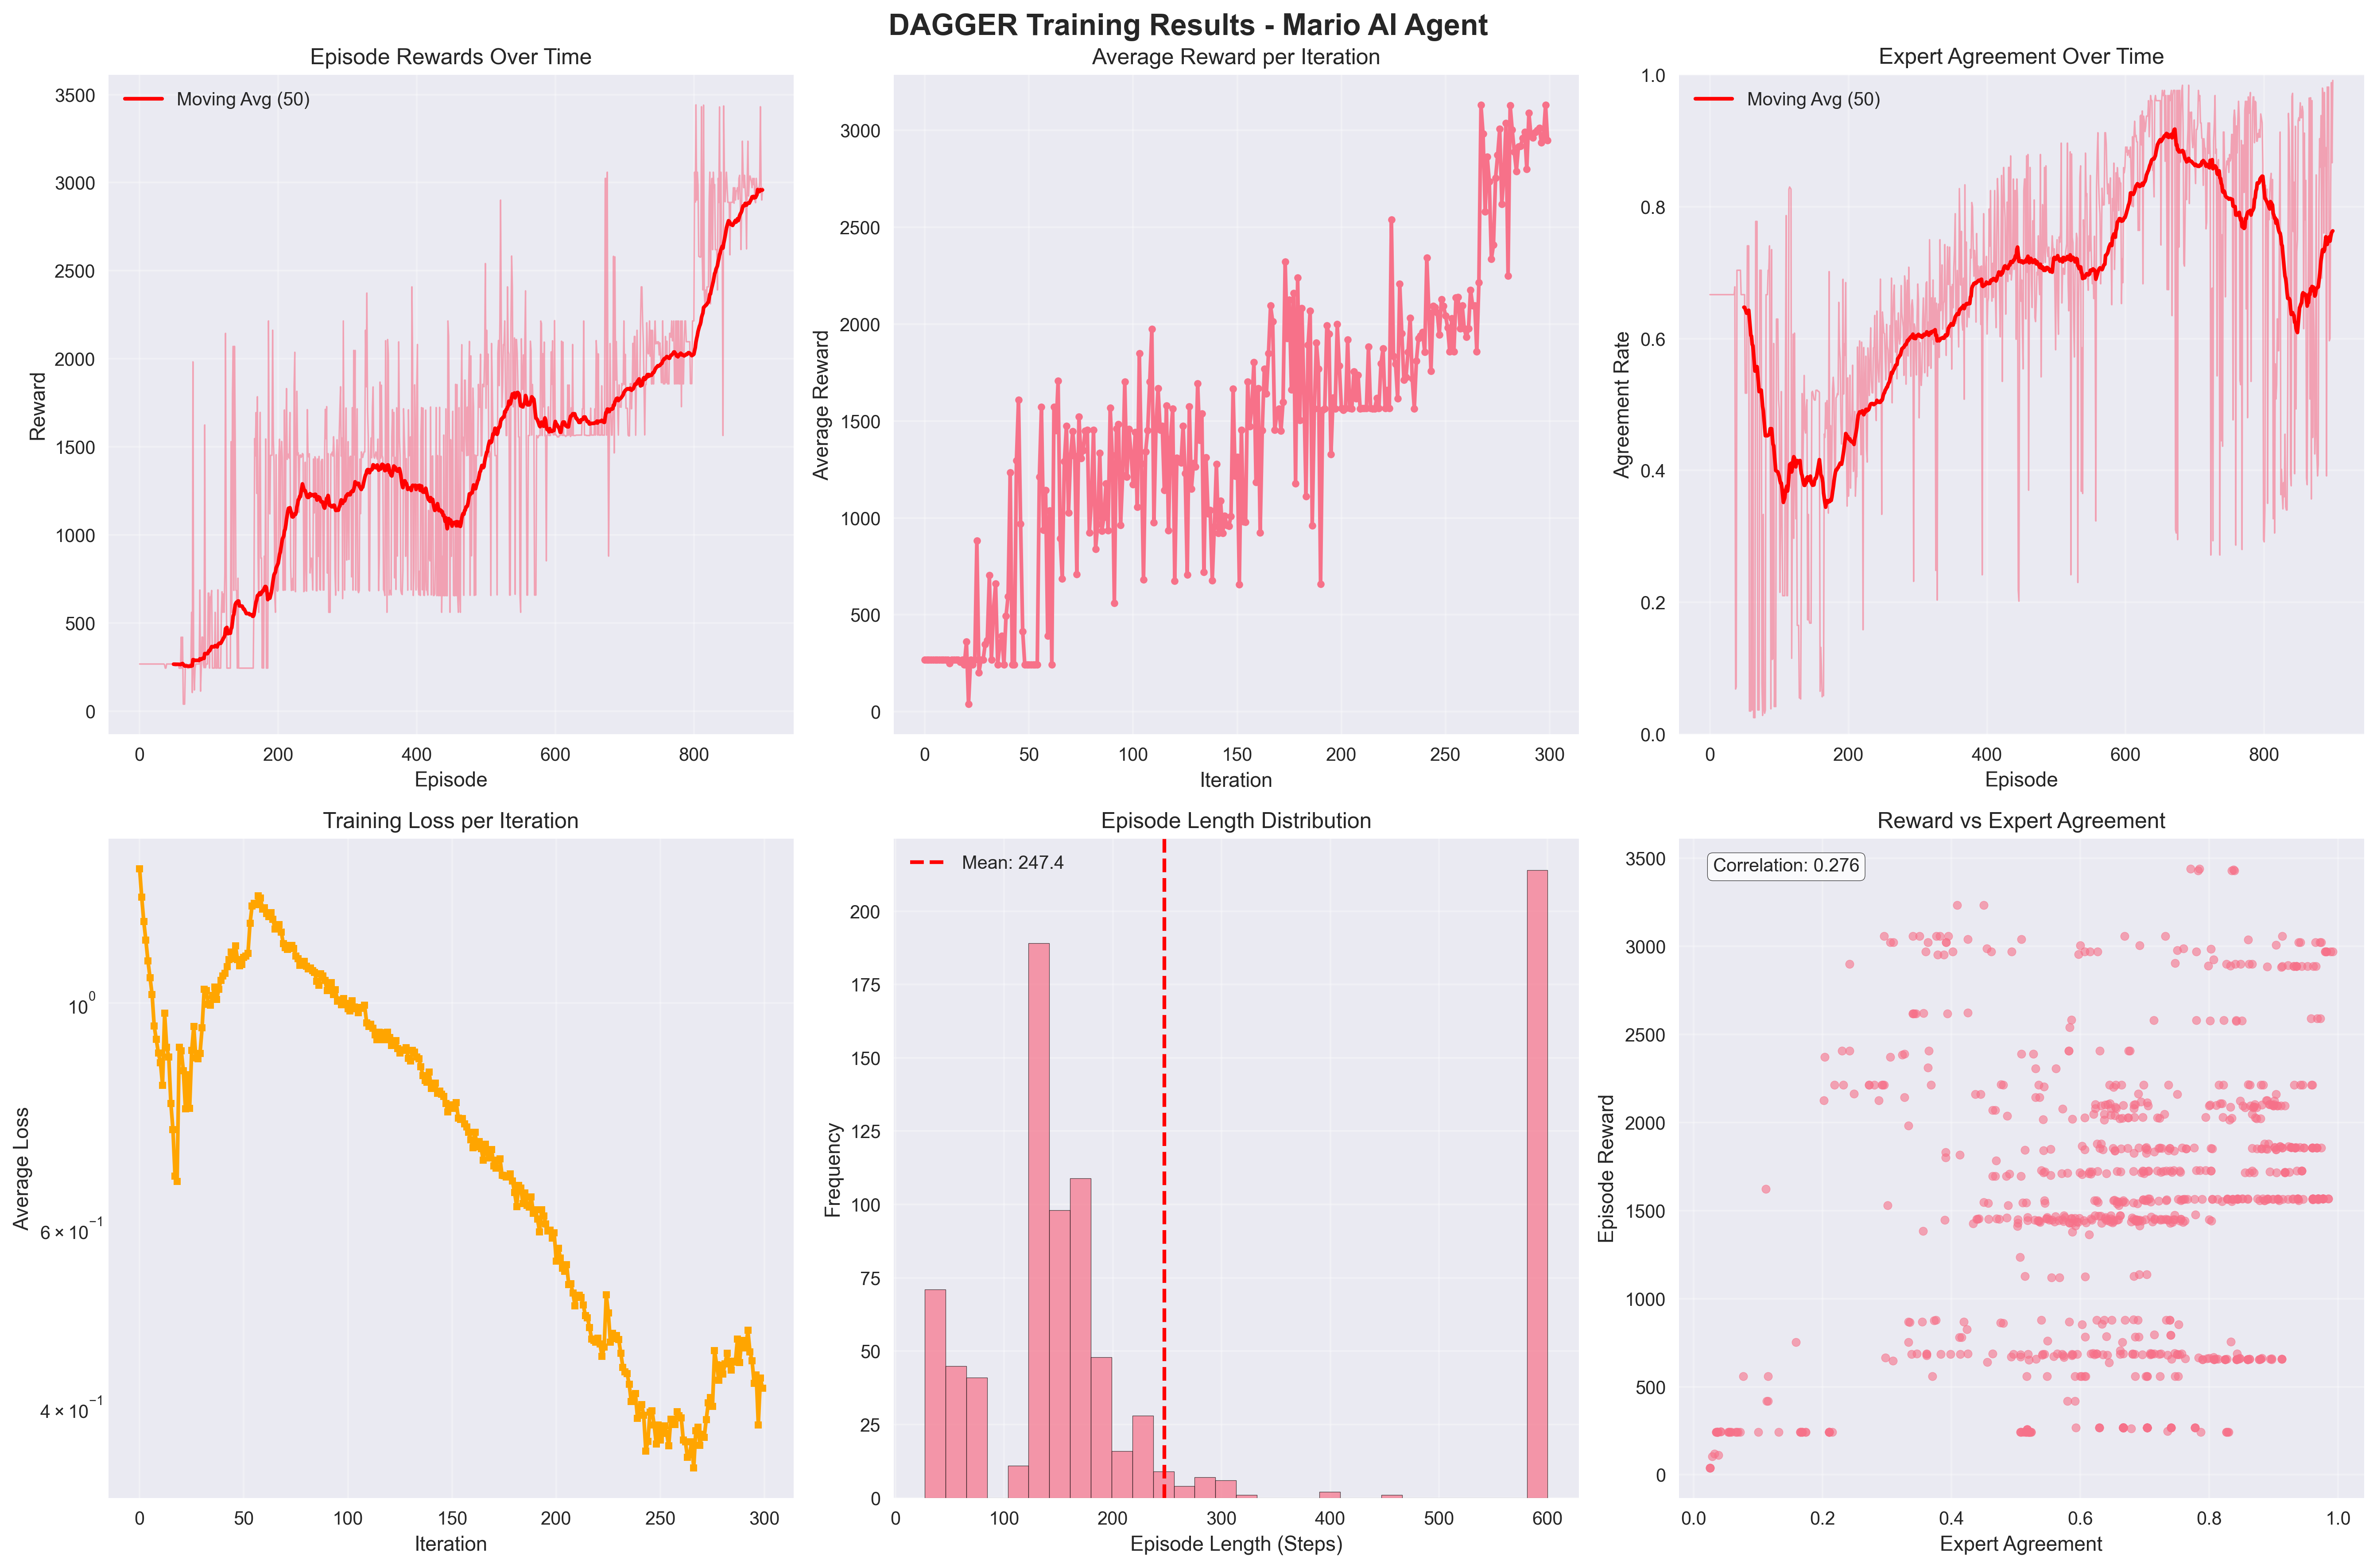 DAGGER Training Results - Mario AI Agent
Episode Rewards Over Time
Moving Avg (50)
3500
3000
2500
2000
1500
1000
500
0
Reward
0 200 400 600 800
Episode
Average Reward per Iteration
3000
2500
2000
1500
1000
500
0
Average Reward
0 50 100 150 200 250 300
Iteration
Expert Agreement Over Time
Moving Avg (50)
1.0
0.8
0.6
0.4
0.2
0.0
Agreement Rate
0 200 400 600 800
Episode
Training Loss per Iteration
10⁰
6 × 10⁻¹
4 × 10⁻¹
Average Loss
0 50 100 150 200 250 300
Iteration
Episode Length Distribution
Mean: 247.4
200
175
150
125
100
75
50
25
0
Frequency
0 100 200 300 400 500 600
Episode Length (Steps)
Reward vs Expert Agreement
Correlation: 0.276
3500
3000
2500
2000
1500
1000
500
0
Episode Reward
0.0 0.2 0.4 0.6 0.8 1.0
Expert Agreement